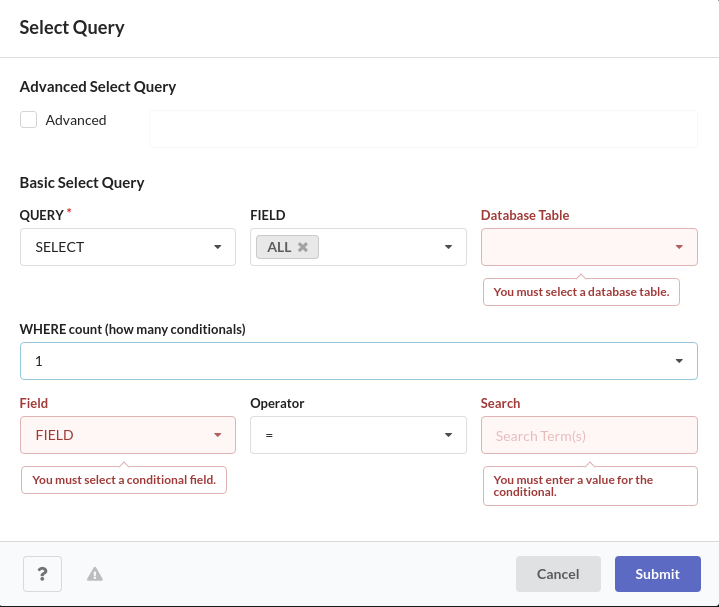 Select Query
Advanced Select Query
Advanced
Basic Select Query
QUERY *
FIELD
Database Table
SELECT
ALL
You must select a database table.
WHERE count (how many conditionals)
1
Field
Operator
Search
FIELD
=
Search Term(s)
You must select a conditional field.
You must enter a value for the
conditional.
?
Cancel
Submit